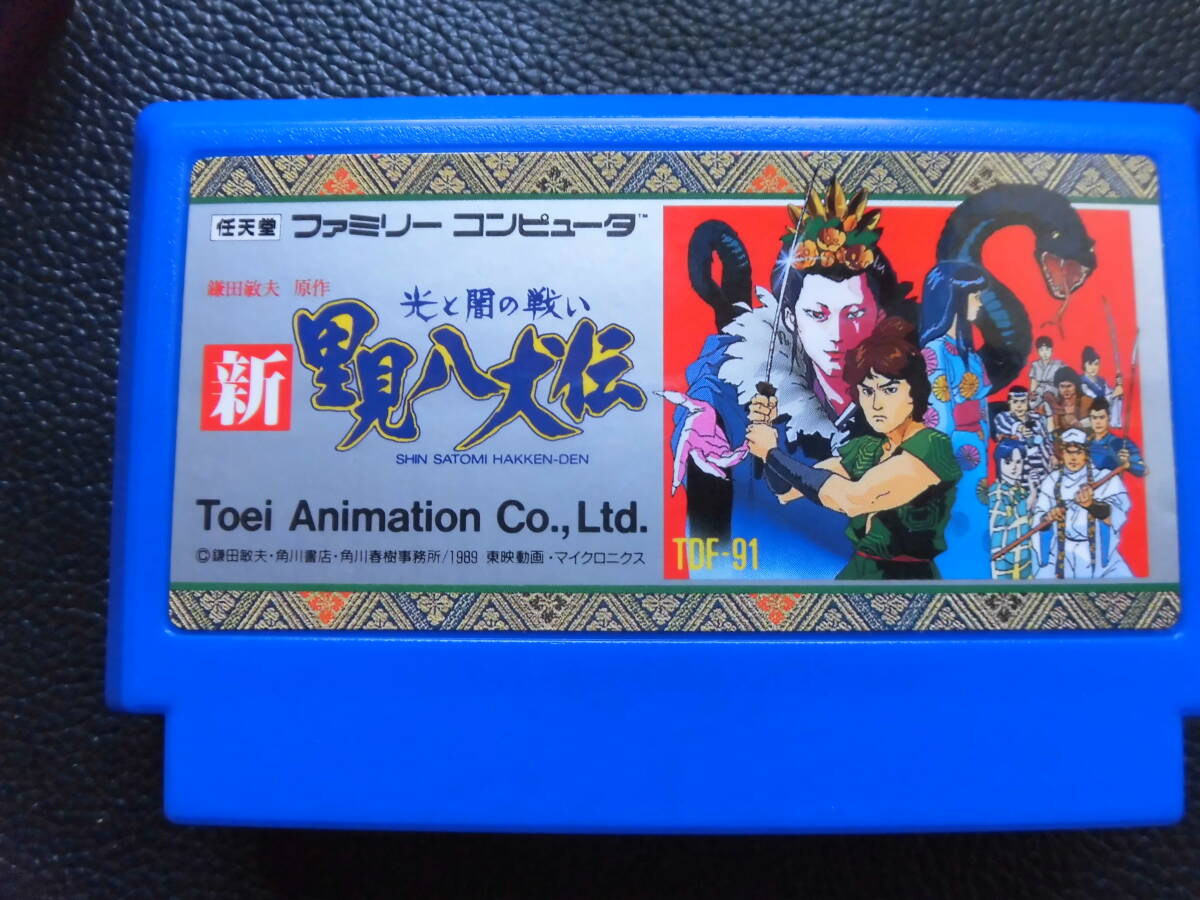 任天堂 ファミリー コンピュータ™
鎌田敏夫 原作
光と闇の戦い
新 里見八犬伝
SHIN SATOMI HAKKEN-DEN
Toei Animation Co., Ltd.
©鎌田敏夫・角川書店・角川春樹事務所/1989 東映動画・マイクロニクス
TDF-91